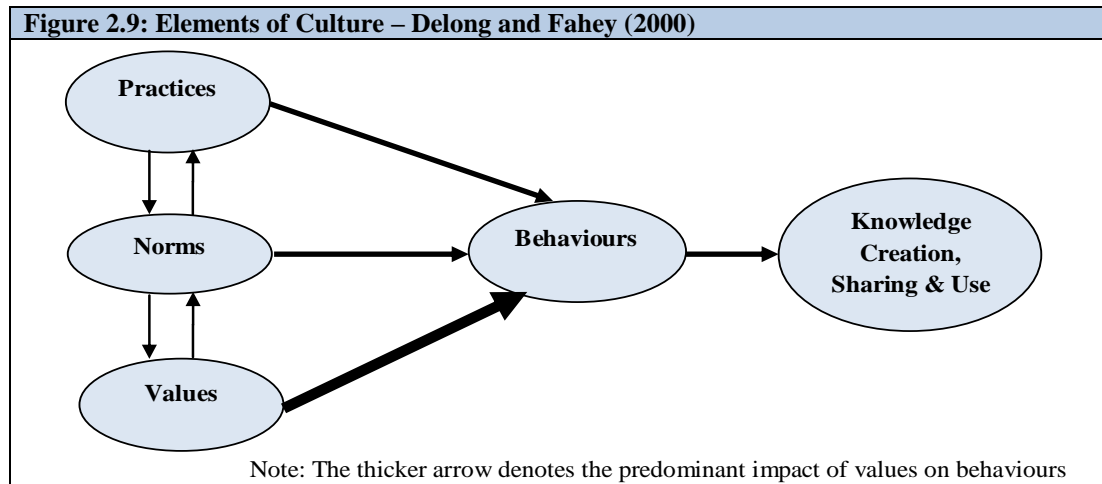 Figure 2.9: Elements of Culture – Delong and Fahey (2000)
Practices
Norms
Values
Behaviours
Knowledge
Creation,
Sharing & Use
Note: The thicker arrow denotes the predominant impact of values on behaviours